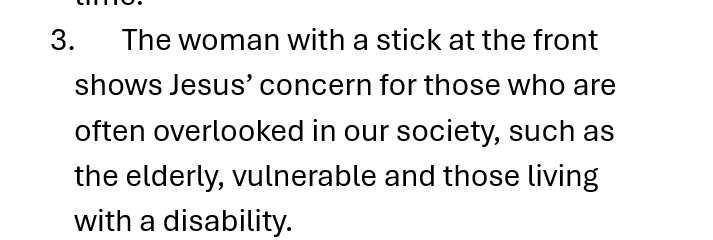 time.
3. The woman with a stick at the front
shows Jesus’ concern for those who are
often overlooked in our society, such as
the elderly, vulnerable and those living
with a disability.